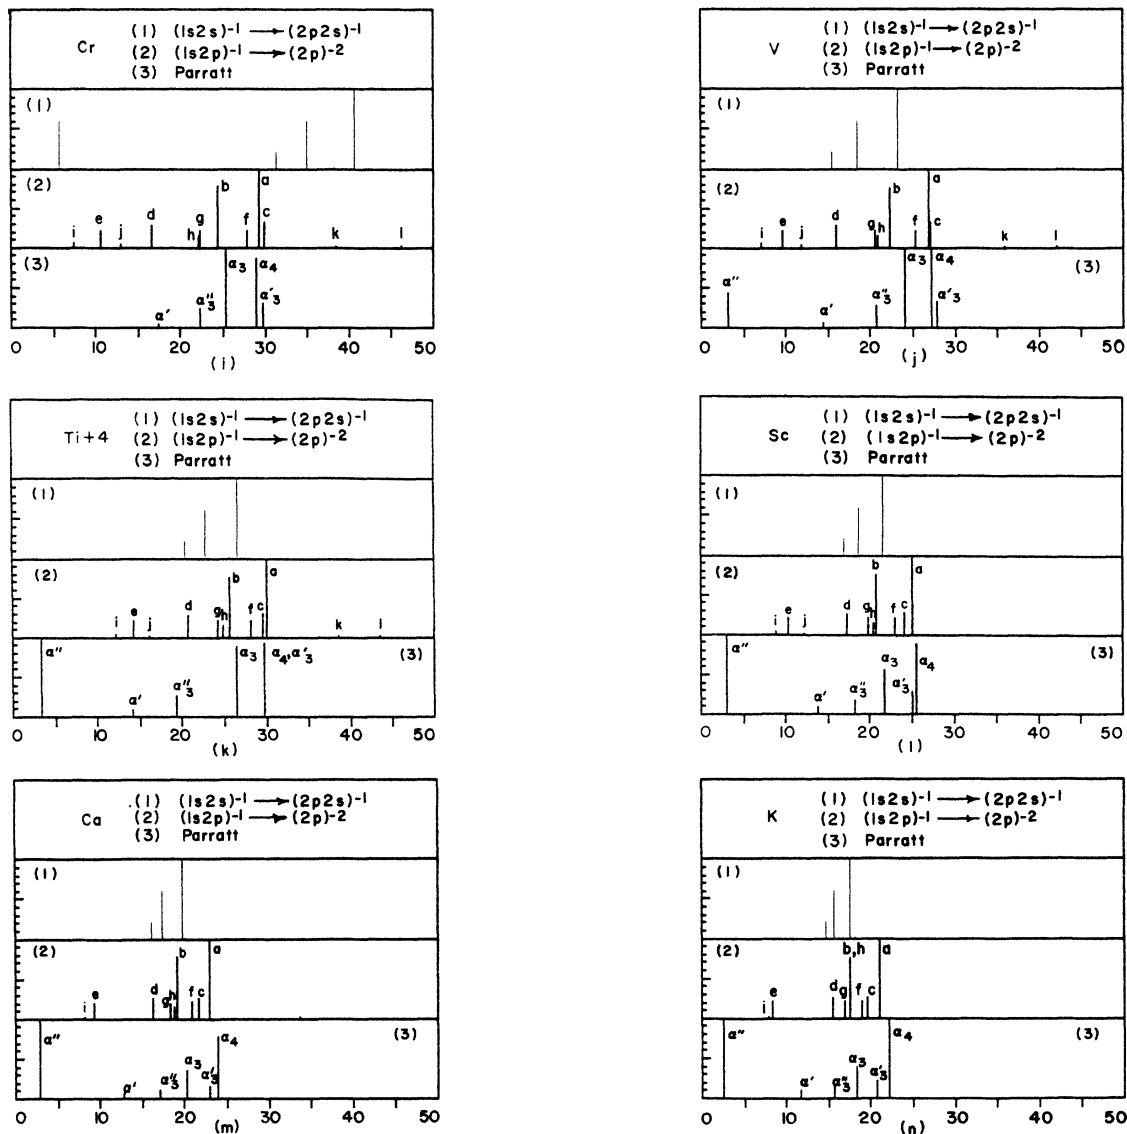 Cr
(1) (1s2s)⁻¹ → (2p2s)⁻¹
(2) (1s2p)⁻¹ → (2p)⁻²
(3) Parratt
(1)
(2) i e j d h g b f a c k l
(3) α' α''₃ α₃ α₄ α'₃
0 10 20 30 40 50
(i)
V
(1) (1s2s)⁻¹ → (2p2s)⁻¹
(2) (1s2p)⁻¹ → (2p)⁻²
(3) Parratt
(1)
(2) i e j d g h b f a c k l
α'' α' α''₃ α₃ α₄ α'₃ (3)
0 10 20 30 40 50
(j)
Ti+4
(1) (1s2s)⁻¹ → (2p2s)⁻¹
(2) (1s2p)⁻¹ → (2p)⁻²
(3) Parratt
(1)
(2) i e j d g h b f c a k l
α'' α' α''₃ α₃ α₄,α'₃ (3)
0 10 20 30 40 50
(k)
Sc
(1) (1s2s)⁻¹ → (2p2s)⁻¹
(2) (1s2p)⁻¹ → (2p)⁻²
(3) Parratt
(1)
(2) i e j d g h b f c a
α'' α' α''₃ α₃ α'₃ α₄ (3)
0 10 20 30 40 50
(l)
Ca
(1) (1s2s)⁻¹ → (2p2s)⁻¹
(2) (1s2p)⁻¹ → (2p)⁻²
(3) Parratt
(1)
(2) i e d g h b f c a
α'' α' α''₃ α₃ α'₃ α₄ (3)
0 10 20 30 40 50
(m)
K
(1) (1s2s)⁻¹ → (2p2s)⁻¹
(2) (1s2p)⁻¹ → (2p)⁻²
(3) Parratt
(1)
(2) i e d g b,h f c a
α'' α' α''₃ α₃ α'₃ α₄ (3)
0 10 20 30 40 50
(n)